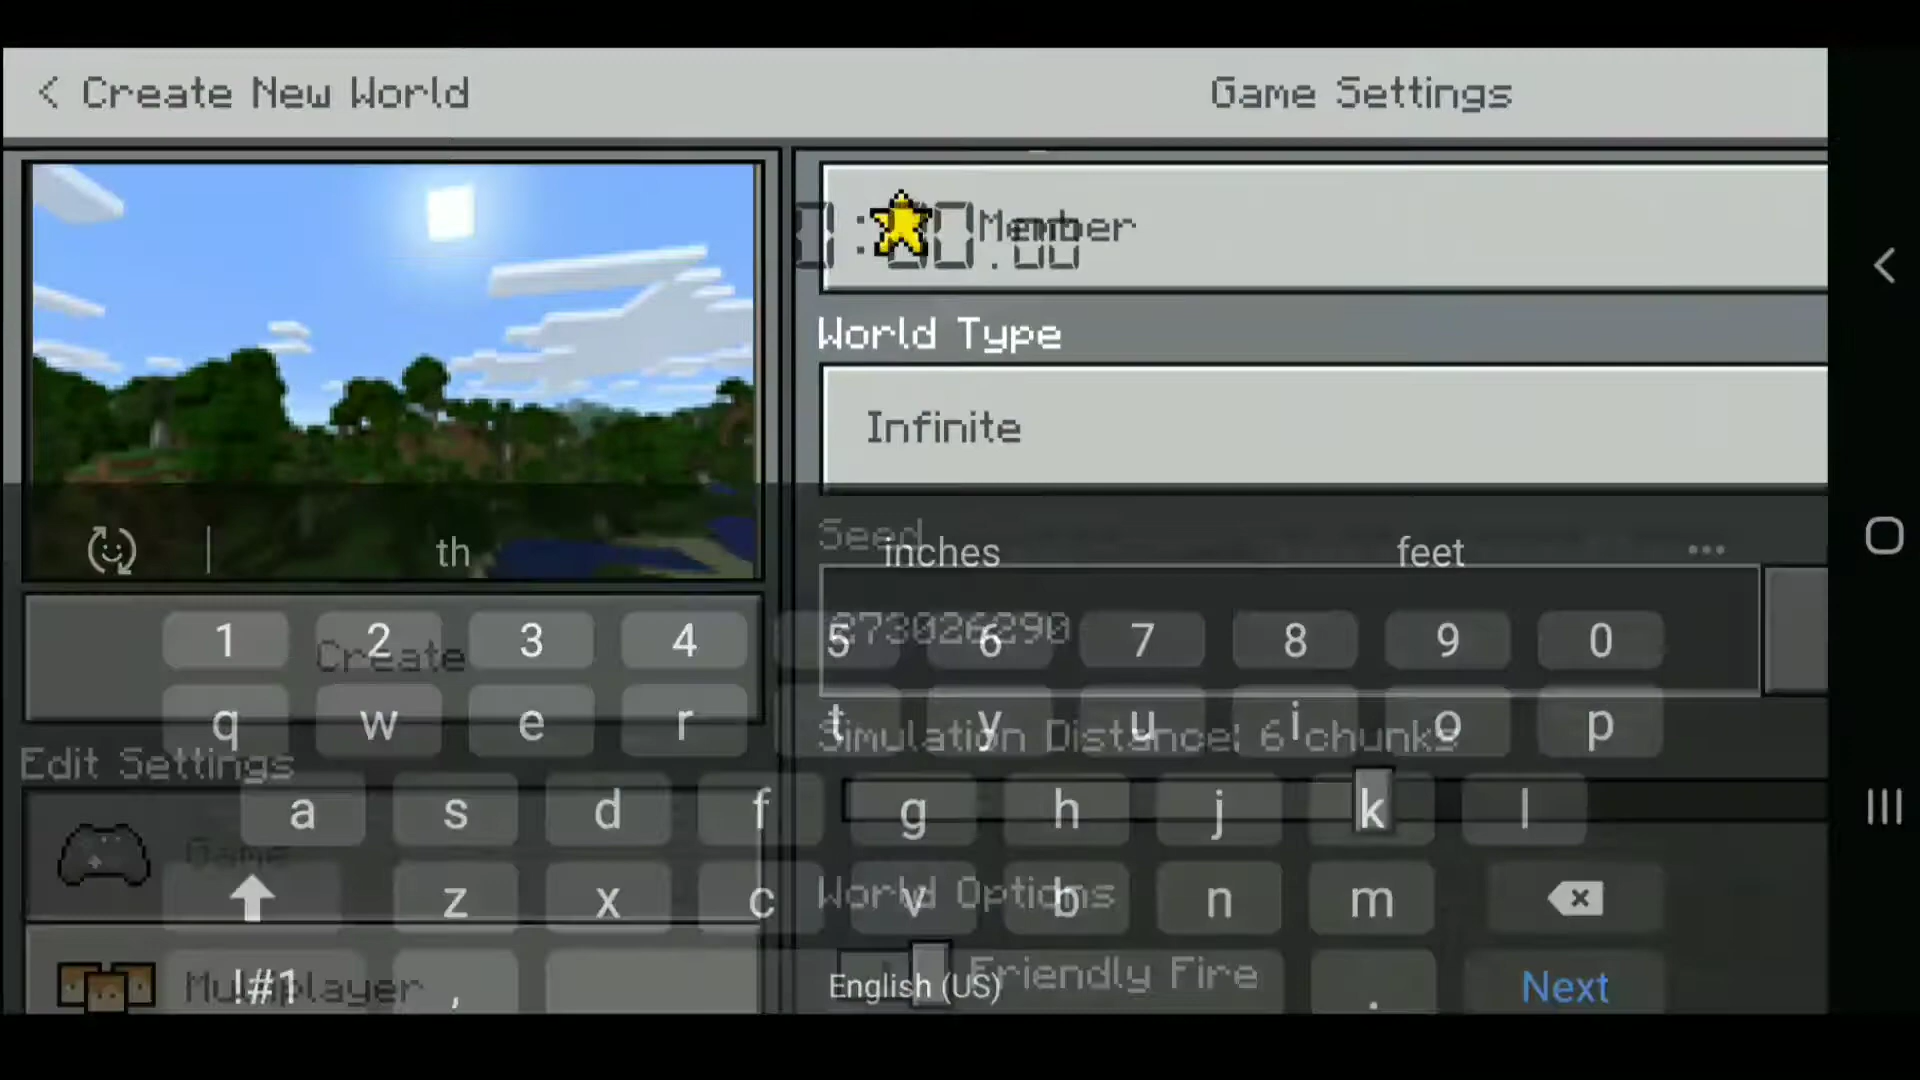 Create New World
Game Settings
Member
World Type
Infinite
Seed
th
inches
feet
1 2 3 4 5 6 7 8 9 0
Create
q w e r t y u i o p
Simulation Distance: 6 chunks
Edit Settings
a s d f g h j k l
Game
z x c v b n m
World Options
Multiplayer
!#1 , English (US) . Next
Friendly Fire